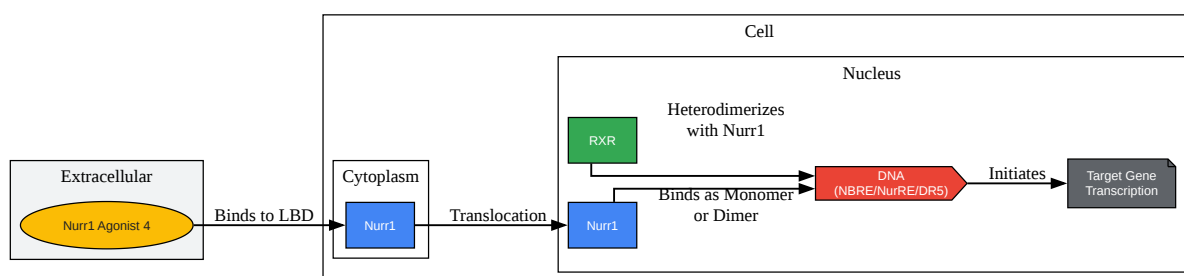 Cell
Nucleus
Heterodimerizes
with Nurr1
RXR
Extracellular
Cytoplasm
DNA
(NBRE/NurRE/DR5)
Initiates
Target Gene
Transcription
Nurr1 Agonist 4
Binds to LBD
Nurr1
Translocation
Nurr1
Binds as Monomer
or Dimer